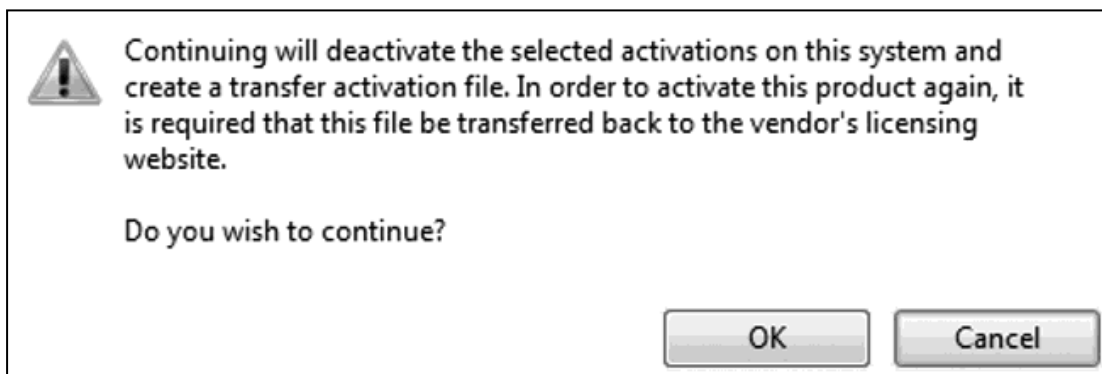 Continuing will deactivate the selected activations on this system and
create a transfer activation file. In order to activate this product again, it
is required that this file be transferred back to the vendor's licensing
website.
Do you wish to continue?
OK
Cancel